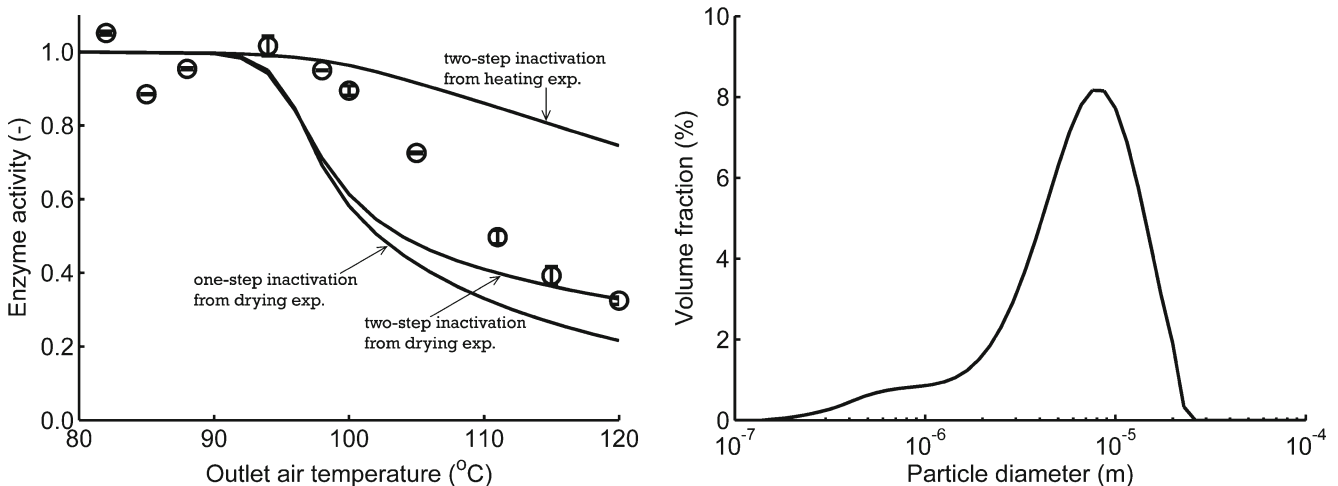 1.0
0.8
0.6
0.4
0.2
0.0
Enzyme activity (-)
80
90
100
110
120
Outlet air temperature (°C)
two-step inactivation
from heating exp.
one-step inactivation
from drying exp.
two-step inactivation
from drying exp.
10
8
6
4
2
0
Volume fraction (%)
10^-7
10^-6
10^-5
10^-4
Particle diameter (m)